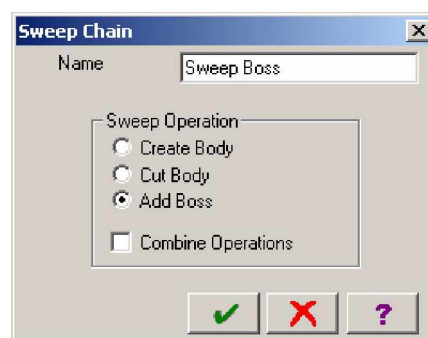 Sweep Chain
Name Sweep Boss
Sweep Operation
Create Body
Cut Body
Add Boss
Combine Operations
?